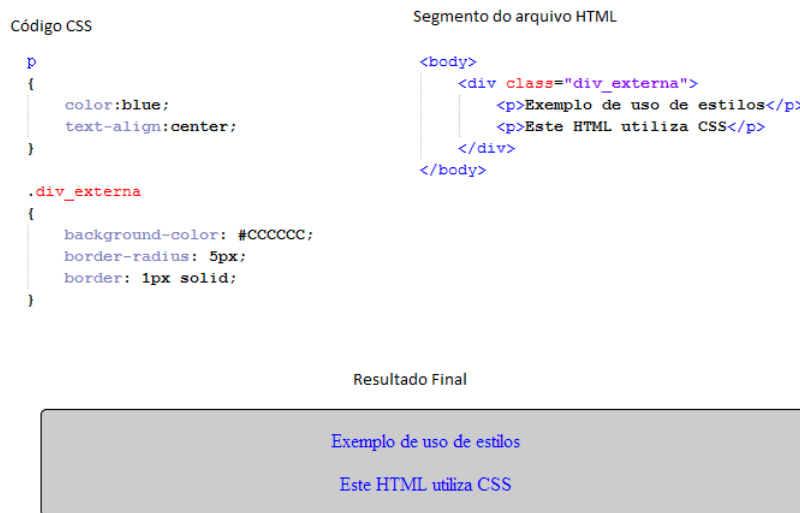 Código CSS
p
{
color:blue;
text-align:center;
}
.div_externa
{
background-color: #CCCCCC;
border-radius: 5px;
border: 1px solid;
}
Segmento do arquivo HTML
<body>
<div class="div_externa">
<p>Exemplo de uso de estilos</p>
<p>Este HTML utiliza CSS</p>
</div>
</body>
Resultado Final
Exemplo de uso de estilos
Este HTML utiliza CSS